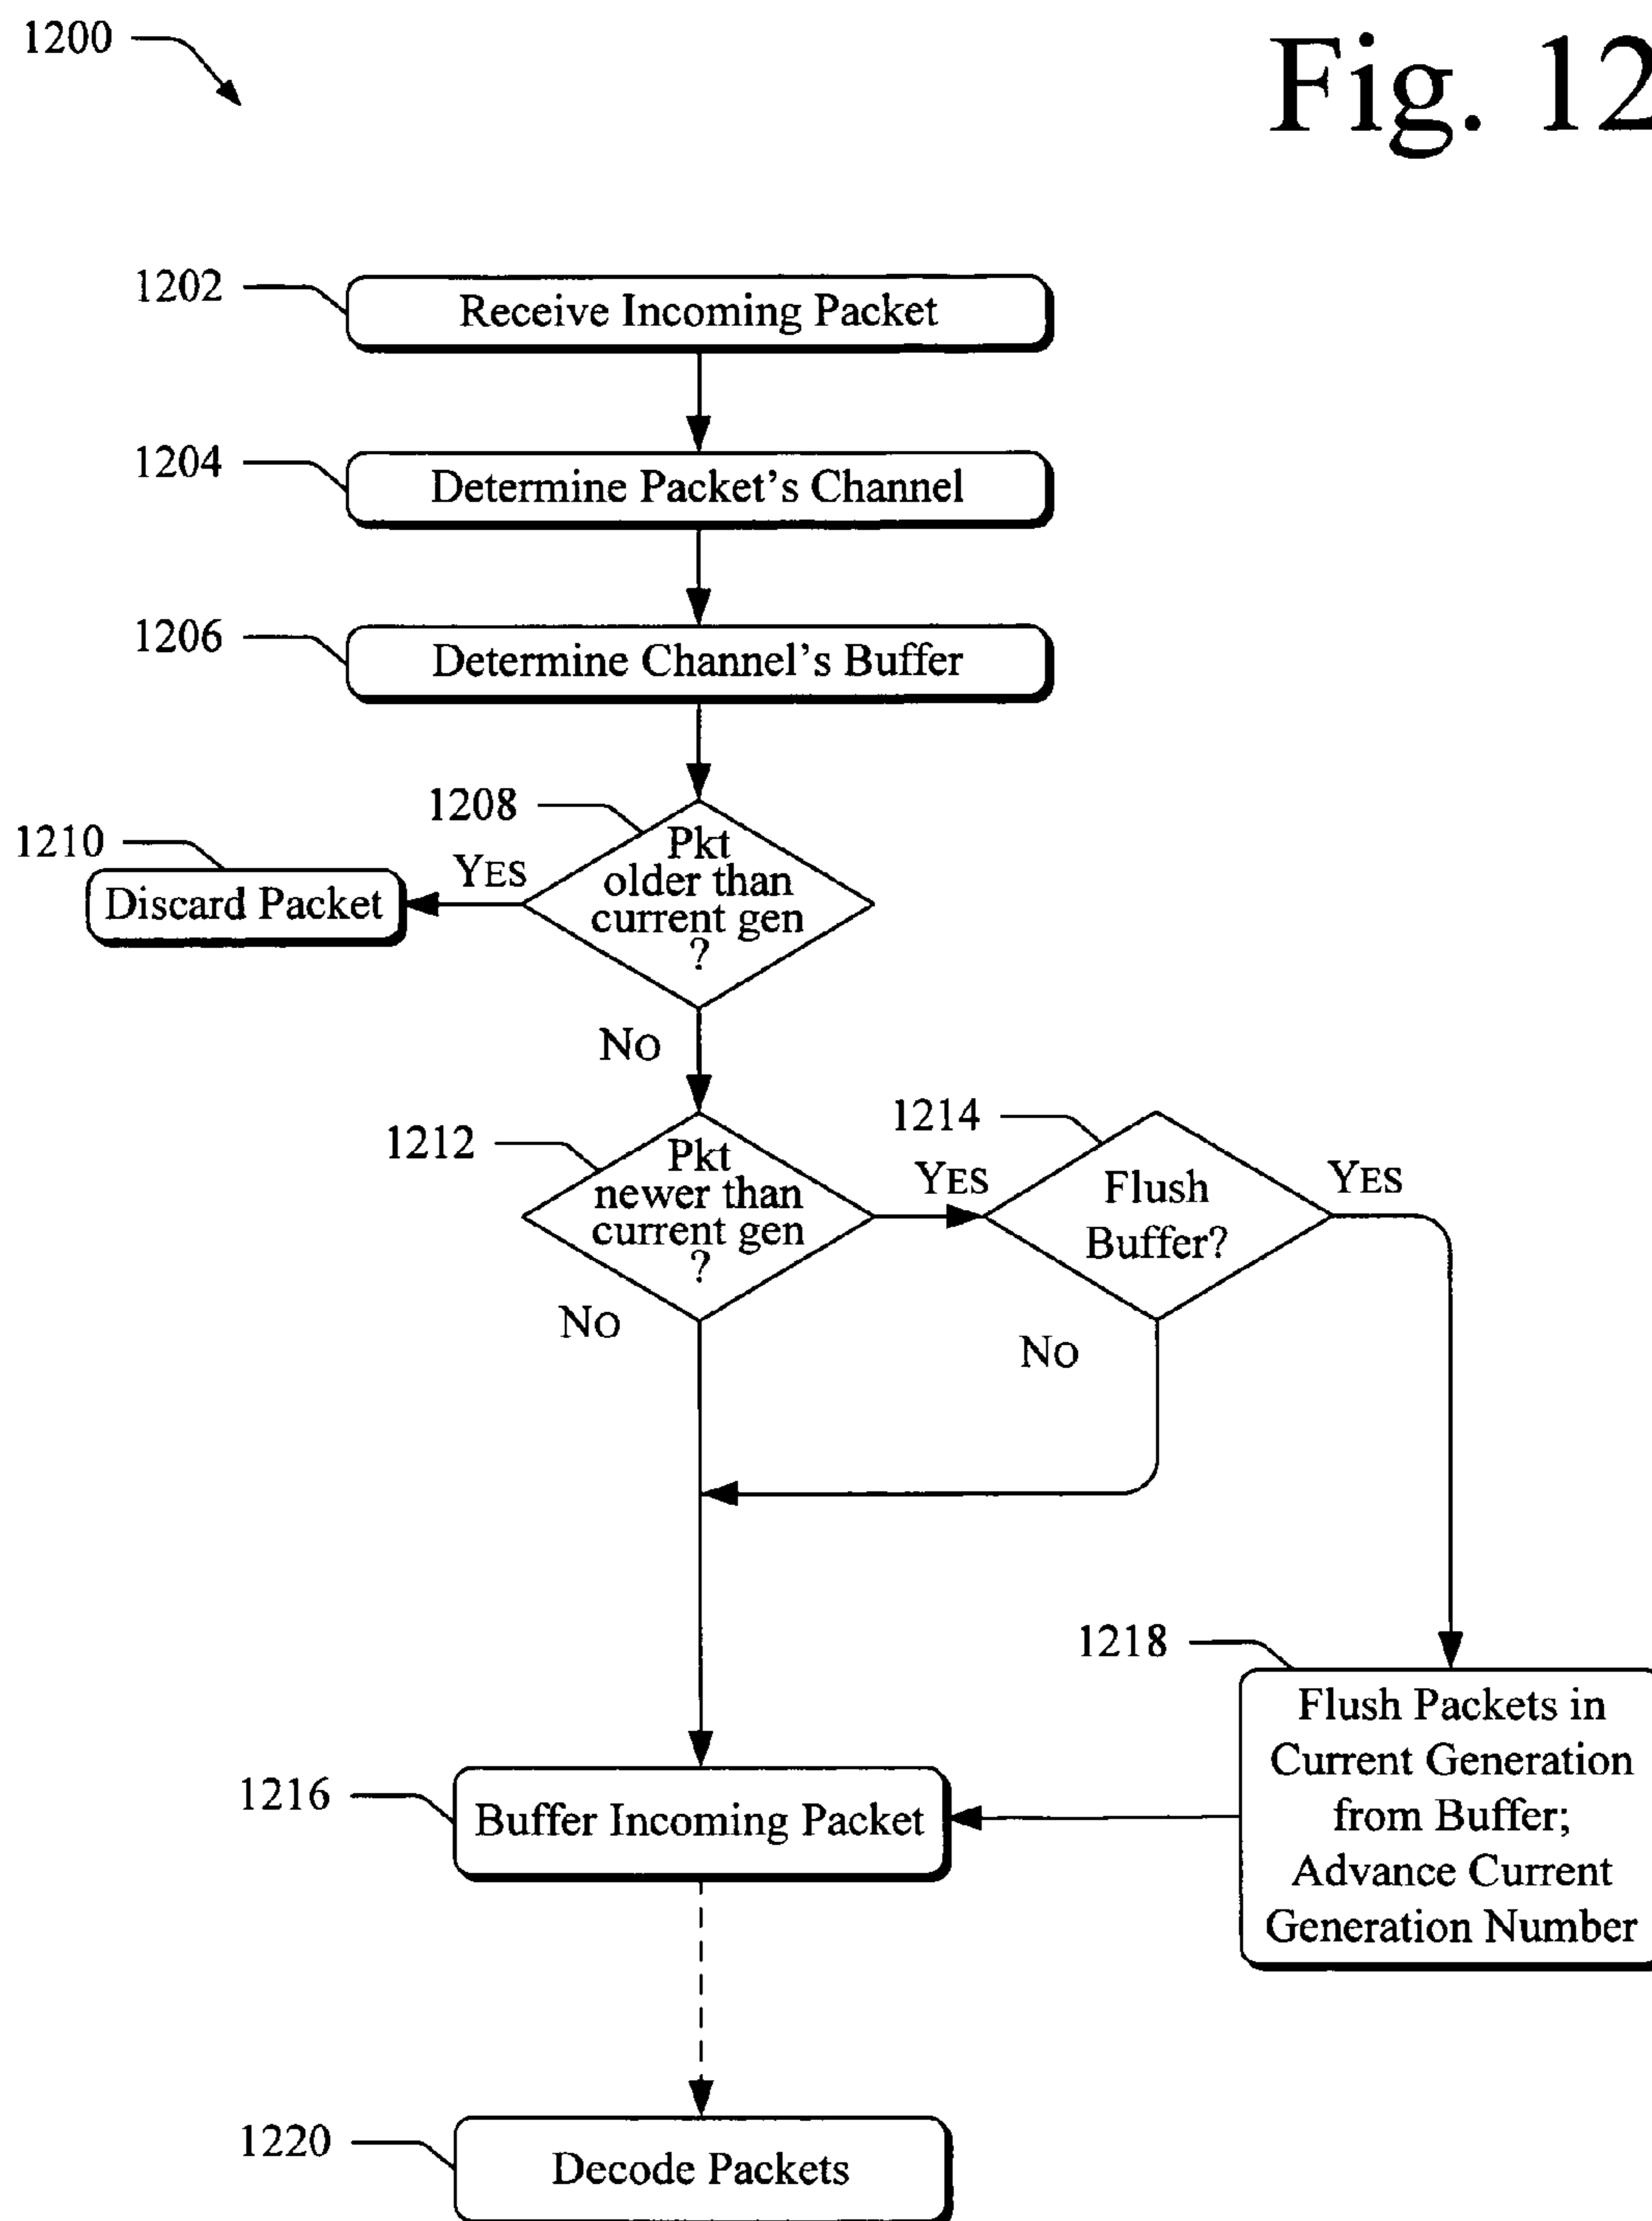 1200
Fig. 12
1202
Receive Incoming Packet
1204
Determine Packet's Channel
1206
Determine Channel's Buffer
1208
Pkt
older than
current gen
?
YES
1210
Discard Packet
NO
1212
Pkt
newer than
current gen
?
YES
1214
Flush
Buffer?
YES
NO
NO
1218
Flush Packets in
Current Generation
from Buffer;
Advance Current
Generation Number
1216
Buffer Incoming Packet
1220
Decode Packets